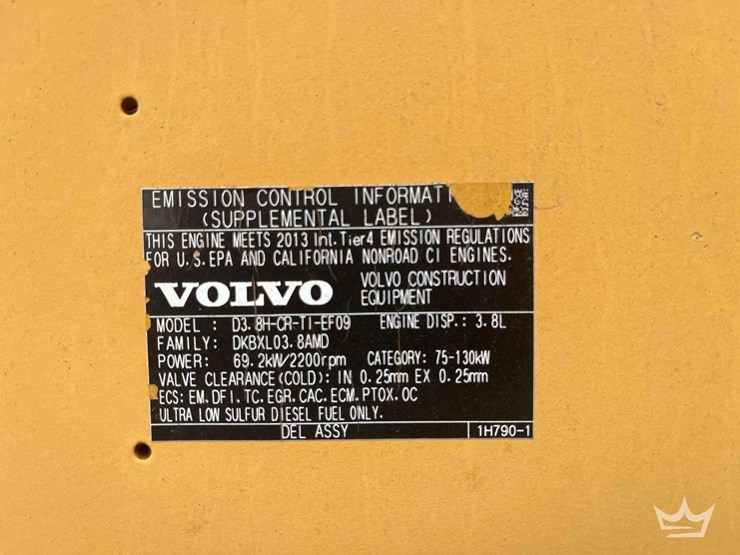 EMISSION CONTROL
(SUPPLEMENTAL LABEL)
THIS ENGINE MEETS 2013 Int.Tier4 EMISSION REGULATIONS
FOR U.S.EPA AND CALIFORNIA NONROAD CI ENGINES.
VOLVO VOLVO CONSTRUCTION
EQUIPMENT
MODEL : D3.8H-CR-TI-EF09 ENGINE DISP.: 3.8L
FAMILY: DKBXL03.8AMD
POWER: 69.2kW/2200rpm CATEGORY: 75-130kW
VALVE CLEARANCE(COLD): IN 0.25mm EX 0.25mm
ECS: EM.DFI.TC.EGR.CAC.ECM.PTOX.OC
ULTRA LOW SULFUR DIESEL FUEL ONLY.
DEL ASSY 1H790-1